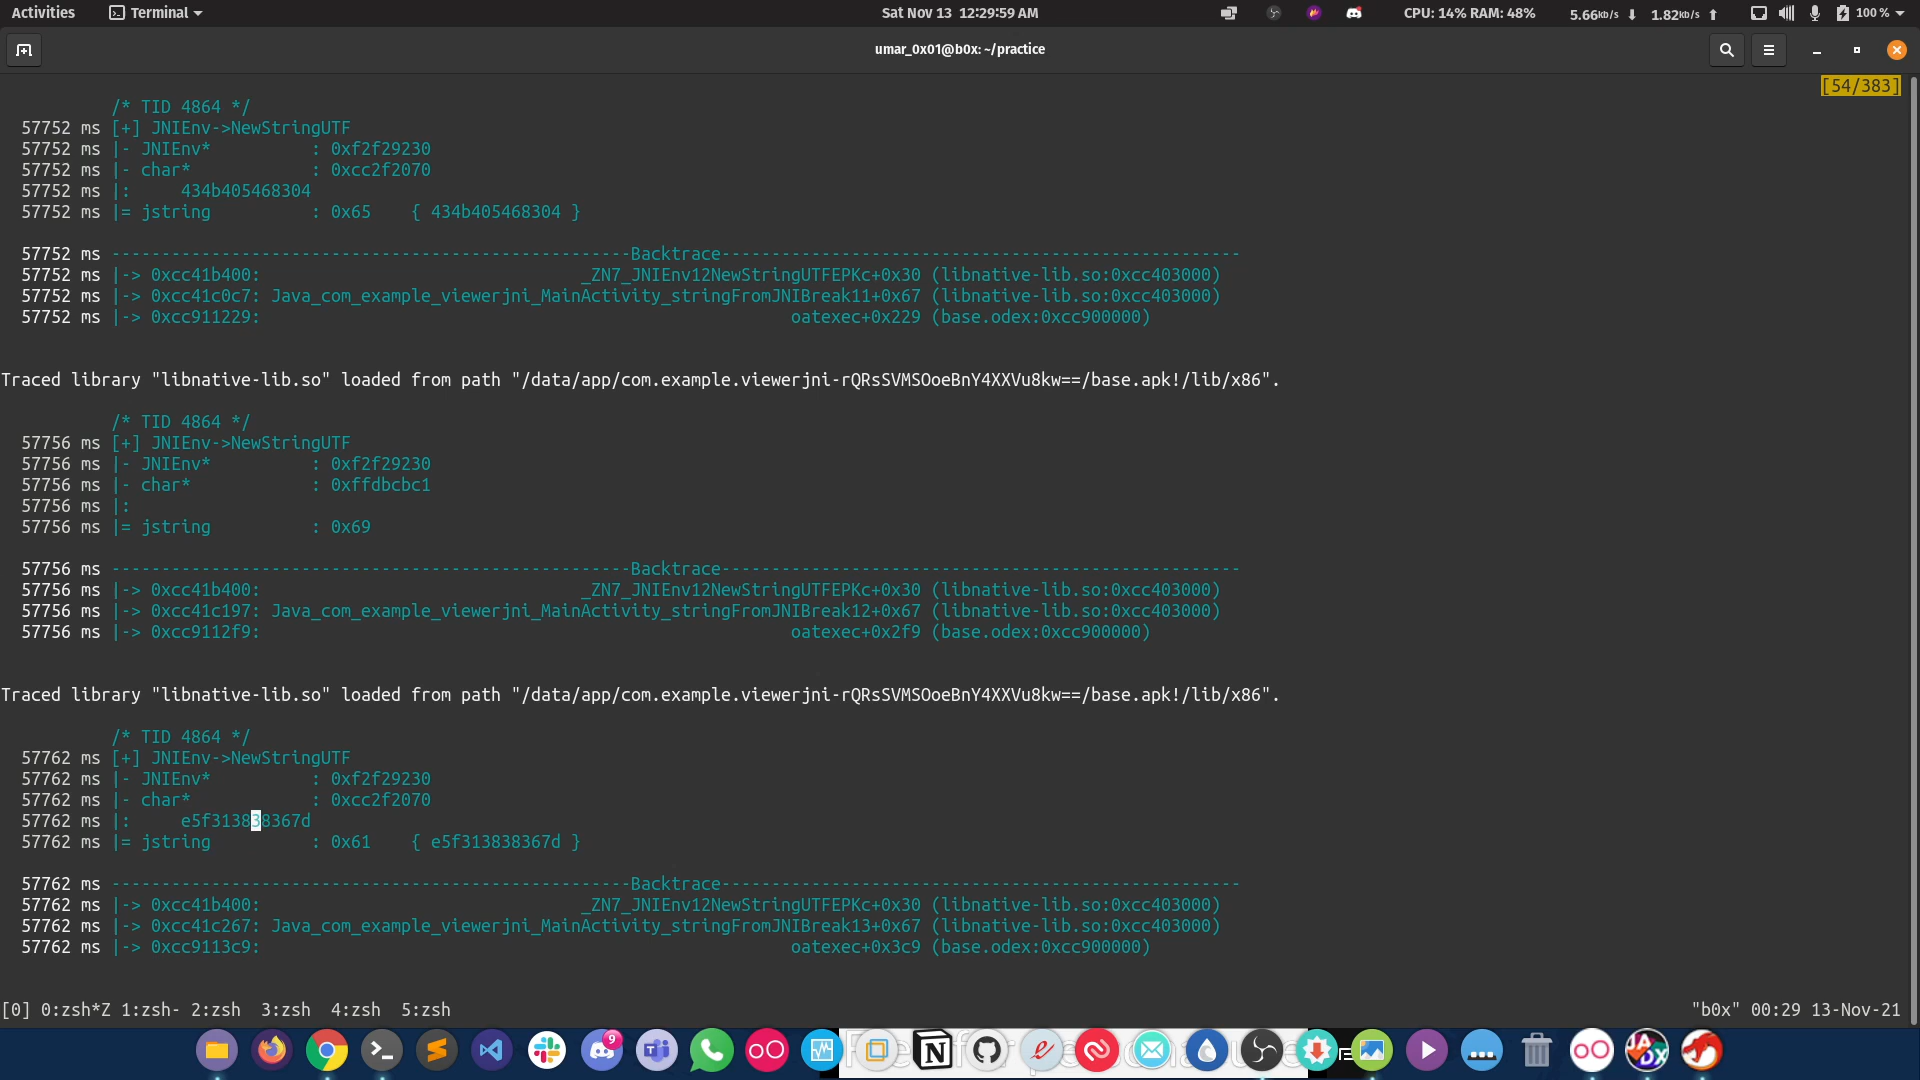 Activities Terminal Sat Nov 13 12:29:59 AM CPU: 14% RAM: 48% 5.66kb/s 1.82kb/s 100 %
umar_0x01@b0x: ~/practice
[54/383]
/* TID 4864 */
57752 ms [+] JNIEnv->NewStringUTF
57752 ms |- JNIEnv* : 0xf2f29230
57752 ms |- char* : 0xcc2f2070
57752 ms |: 434b405468304
57752 ms |= jstring : 0x65 { 434b405468304 }
57752 ms ----------------------------------------------------Backtrace----------------------------------------------------
57752 ms |-> 0xcc41b400: _ZN7_JNIEnv12NewStringUTFEPKc+0x30 (libnative-lib.so:0xcc403000)
57752 ms |-> 0xcc41c0c7: Java_com_example_viewerjni_MainActivity_stringFromJNIBreak11+0x67 (libnative-lib.so:0xcc403000)
57752 ms |-> 0xcc911229: oatexec+0x229 (base.odex:0xcc900000)
Traced library "libnative-lib.so" loaded from path "/data/app/com.example.viewerjni-rQRsSVMSOoeBnY4XXVu8kw==/base.apk!/lib/x86".
/* TID 4864 */
57756 ms [+] JNIEnv->NewStringUTF
57756 ms |- JNIEnv* : 0xf2f29230
57756 ms |- char* : 0xffdbcbc1
57756 ms |:
57756 ms |= jstring : 0x69
57756 ms ----------------------------------------------------Backtrace----------------------------------------------------
57756 ms |-> 0xcc41b400: _ZN7_JNIEnv12NewStringUTFEPKc+0x30 (libnative-lib.so:0xcc403000)
57756 ms |-> 0xcc41c197: Java_com_example_viewerjni_MainActivity_stringFromJNIBreak12+0x67 (libnative-lib.so:0xcc403000)
57756 ms |-> 0xcc9112f9: oatexec+0x2f9 (base.odex:0xcc900000)
Traced library "libnative-lib.so" loaded from path "/data/app/com.example.viewerjni-rQRsSVMSOoeBnY4XXVu8kw==/base.apk!/lib/x86".
/* TID 4864 */
57762 ms [+] JNIEnv->NewStringUTF
57762 ms |- JNIEnv* : 0xf2f29230
57762 ms |- char* : 0xcc2f2070
57762 ms |: e5f313838367d
57762 ms |= jstring : 0x61 { e5f313838367d }
57762 ms ----------------------------------------------------Backtrace----------------------------------------------------
57762 ms |-> 0xcc41b400: _ZN7_JNIEnv12NewStringUTFEPKc+0x30 (libnative-lib.so:0xcc403000)
57762 ms |-> 0xcc41c267: Java_com_example_viewerjni_MainActivity_stringFromJNIBreak13+0x67 (libnative-lib.so:0xcc403000)
57762 ms |-> 0xcc9113c9: oatexec+0x3c9 (base.odex:0xcc900000)
[0] 0:zsh*Z 1:zsh- 2:zsh 3:zsh 4:zsh 5:zsh "b0x" 00:29 13-Nov-21
9